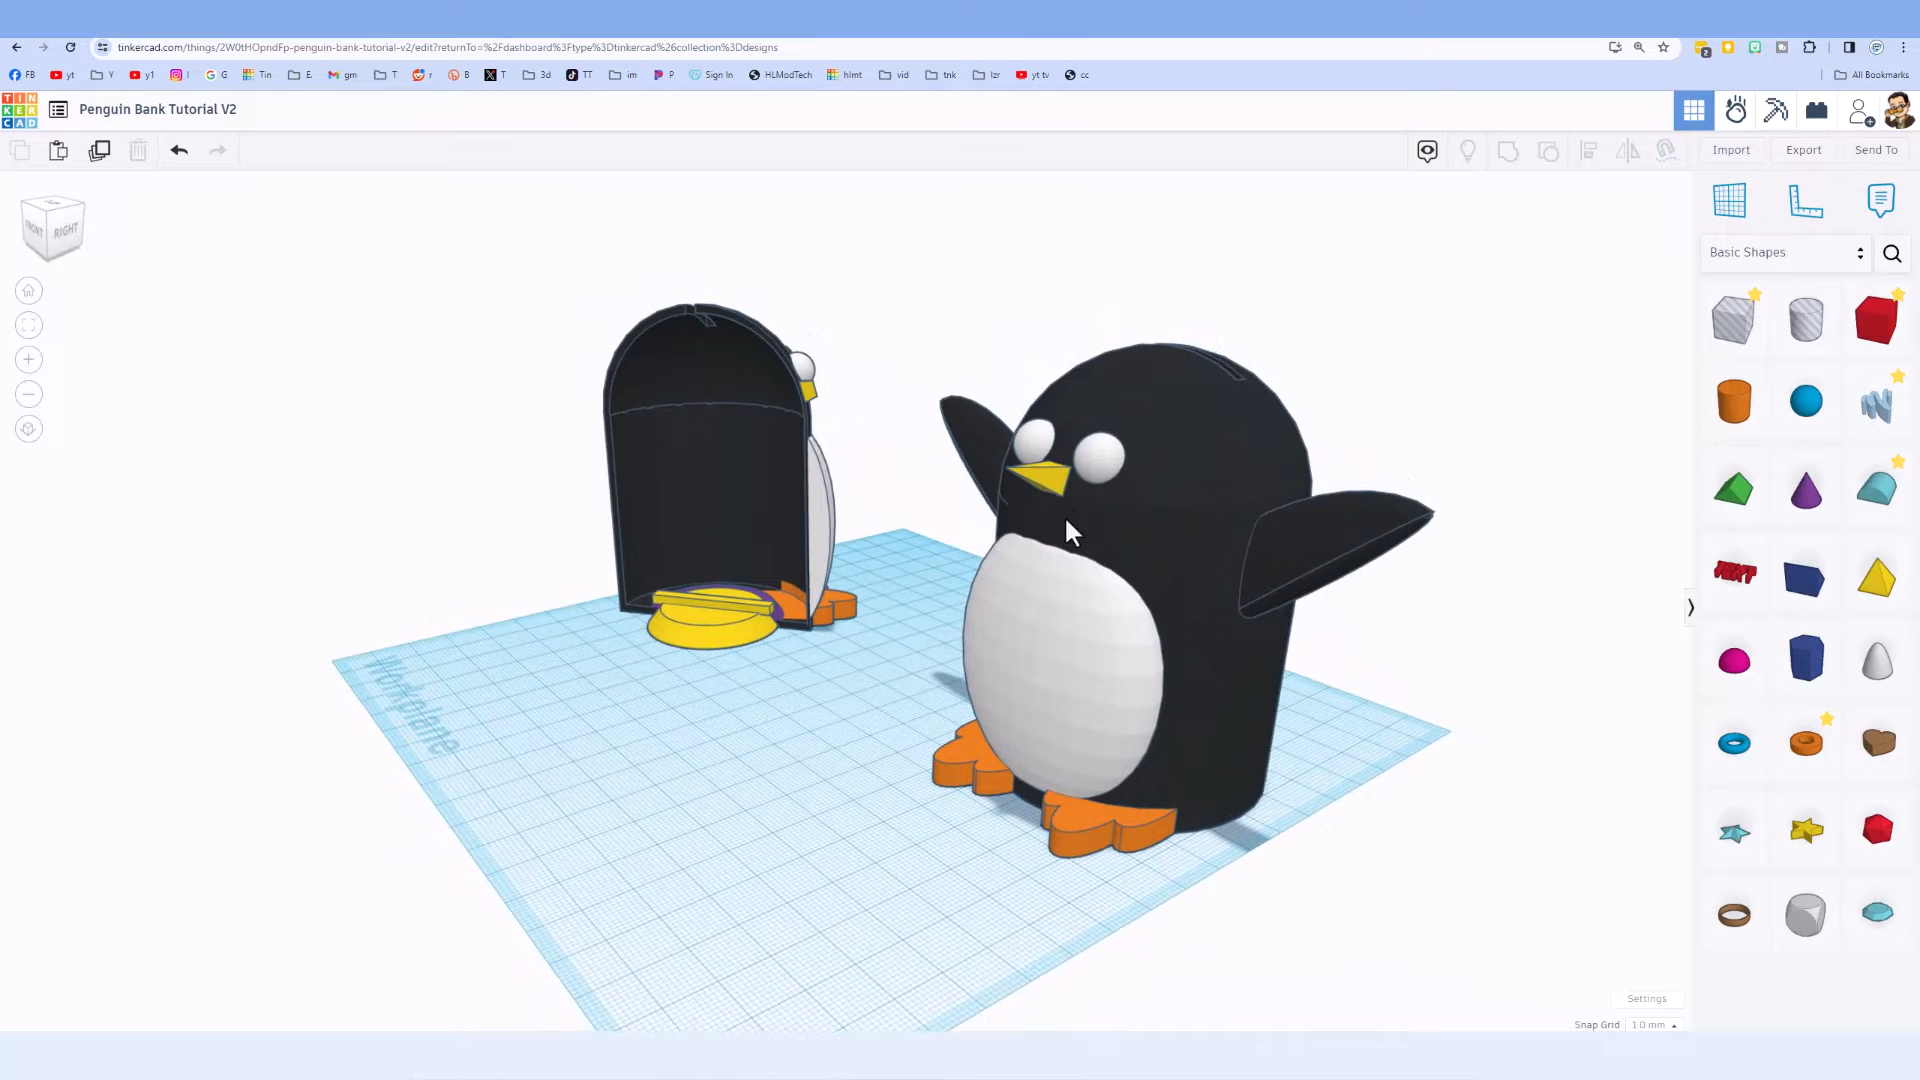 tinkercad.com/things/2W0tHOpndFp-penguin-bank-tutorial-v2/edit?returnTo=%2Fdashboard%3Ftype%3Dtinkercad%26collection%3Ddesigns
2
FB yt Y y1 I G Tin E. gm T r B T 3d TT im P Sign In HLModTech hlmt vid tnk lzr yt tv cc All Bookmarks
TIN
KER
CAD
Penguin Bank Tutorial V2
Import Export Send To
FRONT RIGHT
Basic Shapes
TEXT
Workplane
Settings
Snap Grid 1.0 mm